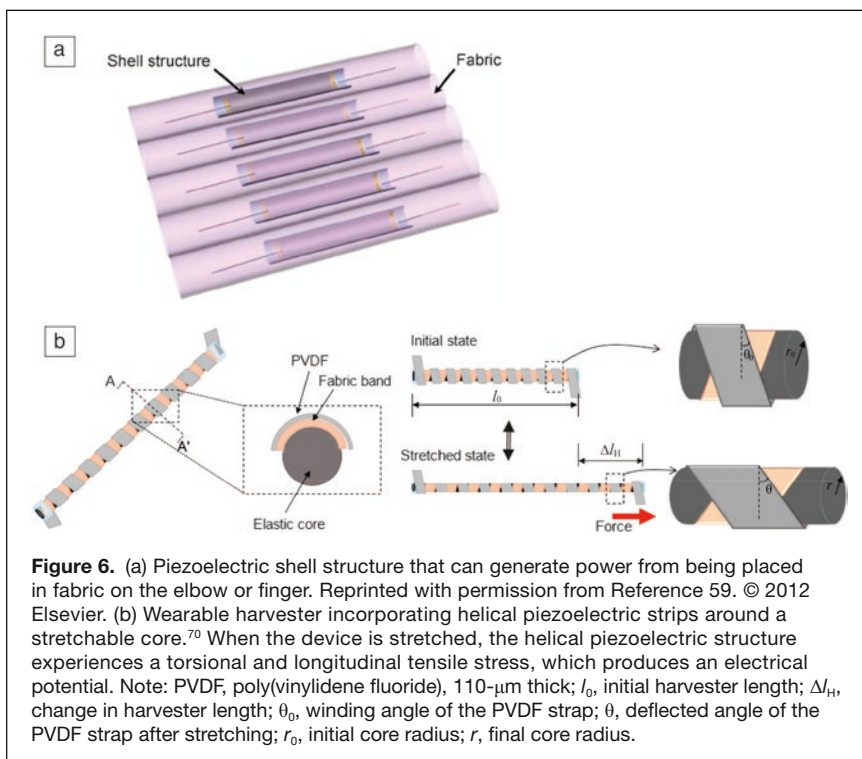 a
Shell structure
Fabric
b
A
A'
PVDF
Fabric band
Elastic core
Initial state
l₀
θ₀
r₀
Stretched state
Δl_H
Force
θ
r
Figure 6. (a) Piezoelectric shell structure that can generate power from being placed
in fabric on the elbow or finger. Reprinted with permission from Reference 59. © 2012
Elsevier. (b) Wearable harvester incorporating helical piezoelectric strips around a
stretchable core.⁷⁰ When the device is stretched, the helical piezoelectric structure
experiences a torsional and longitudinal tensile stress, which produces an electrical
potential. Note: PVDF, poly(vinylidene fluoride), 110-μm thick; l₀, initial harvester length; Δl_H,
change in harvester length; θ₀, winding angle of the PVDF strap; θ, deflected angle of the
PVDF strap after stretching; r₀, initial core radius; r, final core radius.